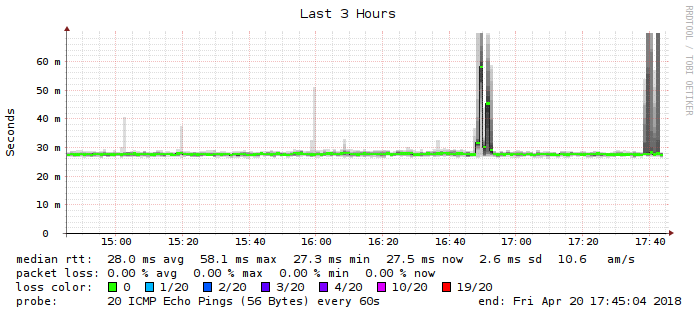 Last 3 Hours
RRDTOOL / TOBI OETIKER
Seconds
60 m
50 m
40 m
30 m
20 m
10 m
0
15:00 15:20 15:40 16:00 16:20 16:40 17:00 17:20 17:40
median rtt: 28.0 ms avg 58.1 ms max 27.3 ms min 27.5 ms now 2.6 ms sd 10.6 am/s
packet loss: 0.00 % avg 0.00 % max 0.00 % min 0.00 % now
loss color: 0 1/20 2/20 3/20 4/20 10/20 19/20
probe: 20 ICMP Echo Pings (56 Bytes) every 60s end: Fri Apr 20 17:45:04 2018